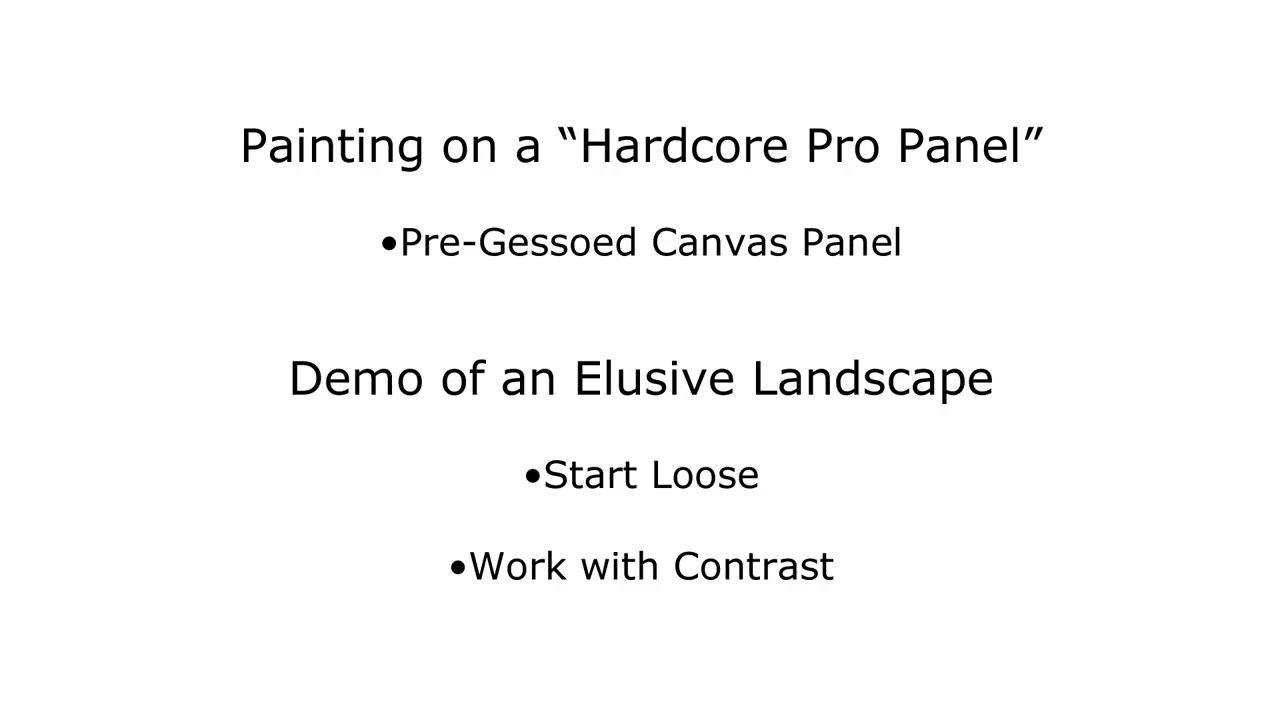 Painting on a “Hardcore Pro Panel”
•Pre-Gessoed Canvas Panel
Demo of an Elusive Landscape
•Start Loose
•Work with Contrast